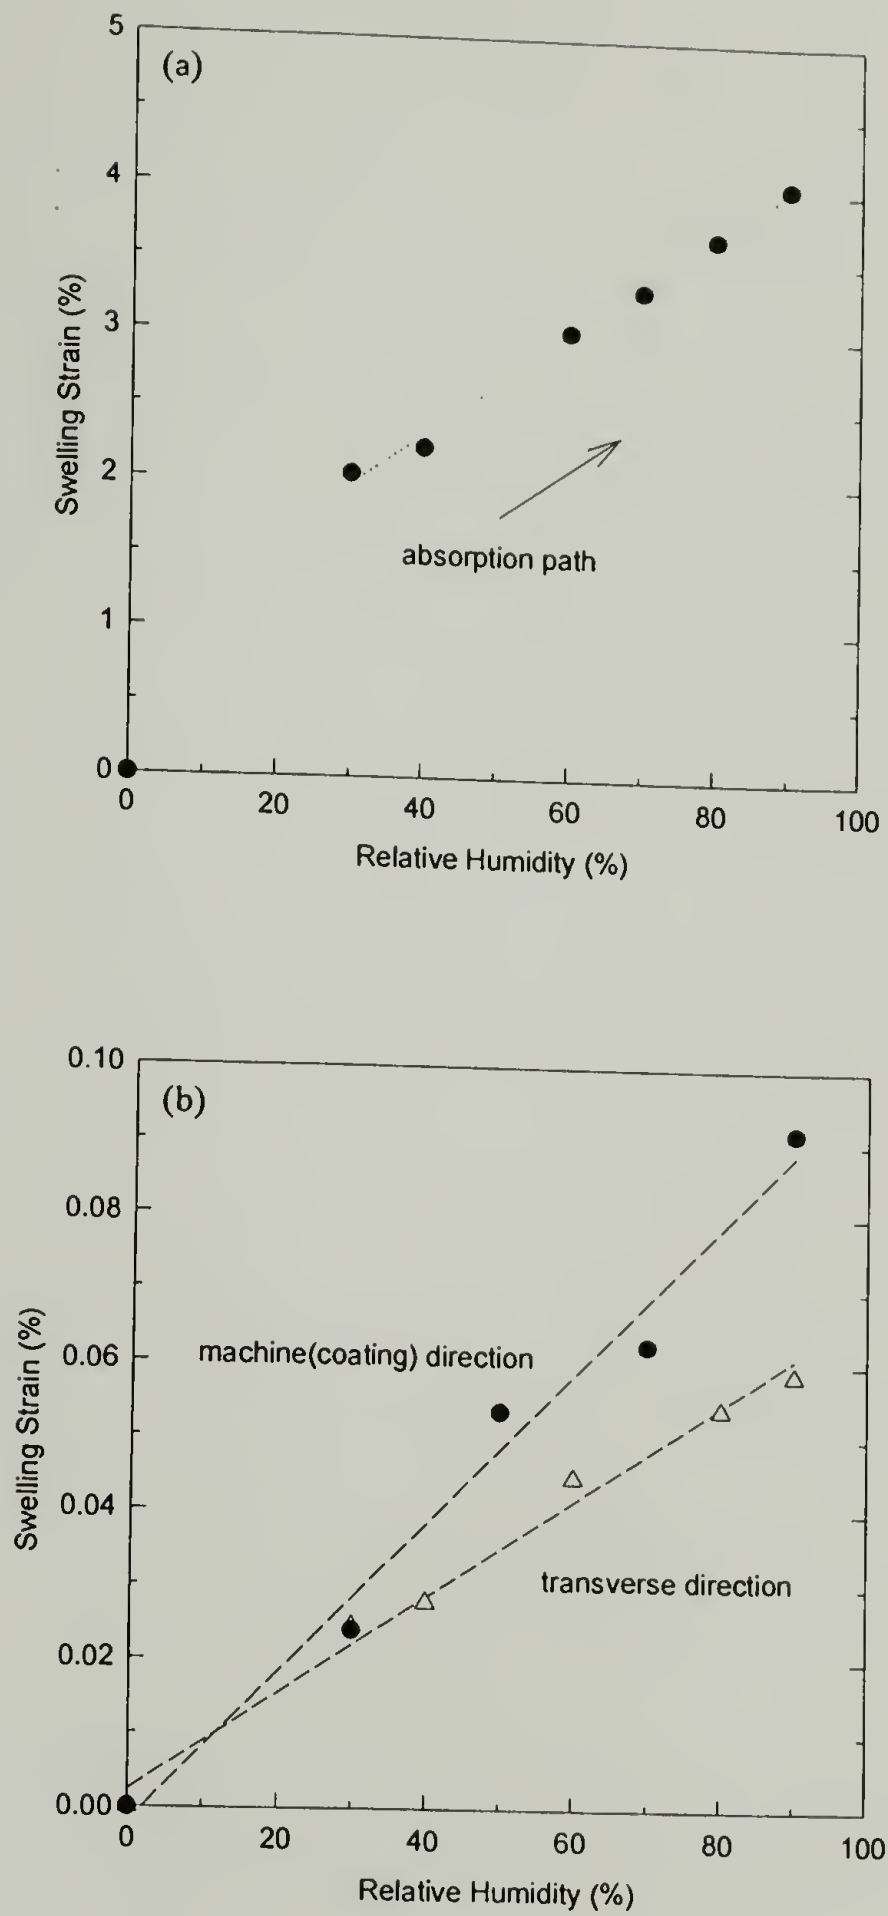 5
(a)
4
3
2
1
0
Swelling Strain (%)
absorption path
0 20 40 60 80 100
Relative Humidity (%)
0.10
(b)
0.08
0.06
0.04
0.02
0.00
Swelling Strain (%)
machine(coating) direction
transverse direction
0 20 40 60 80 100
Relative Humidity (%)